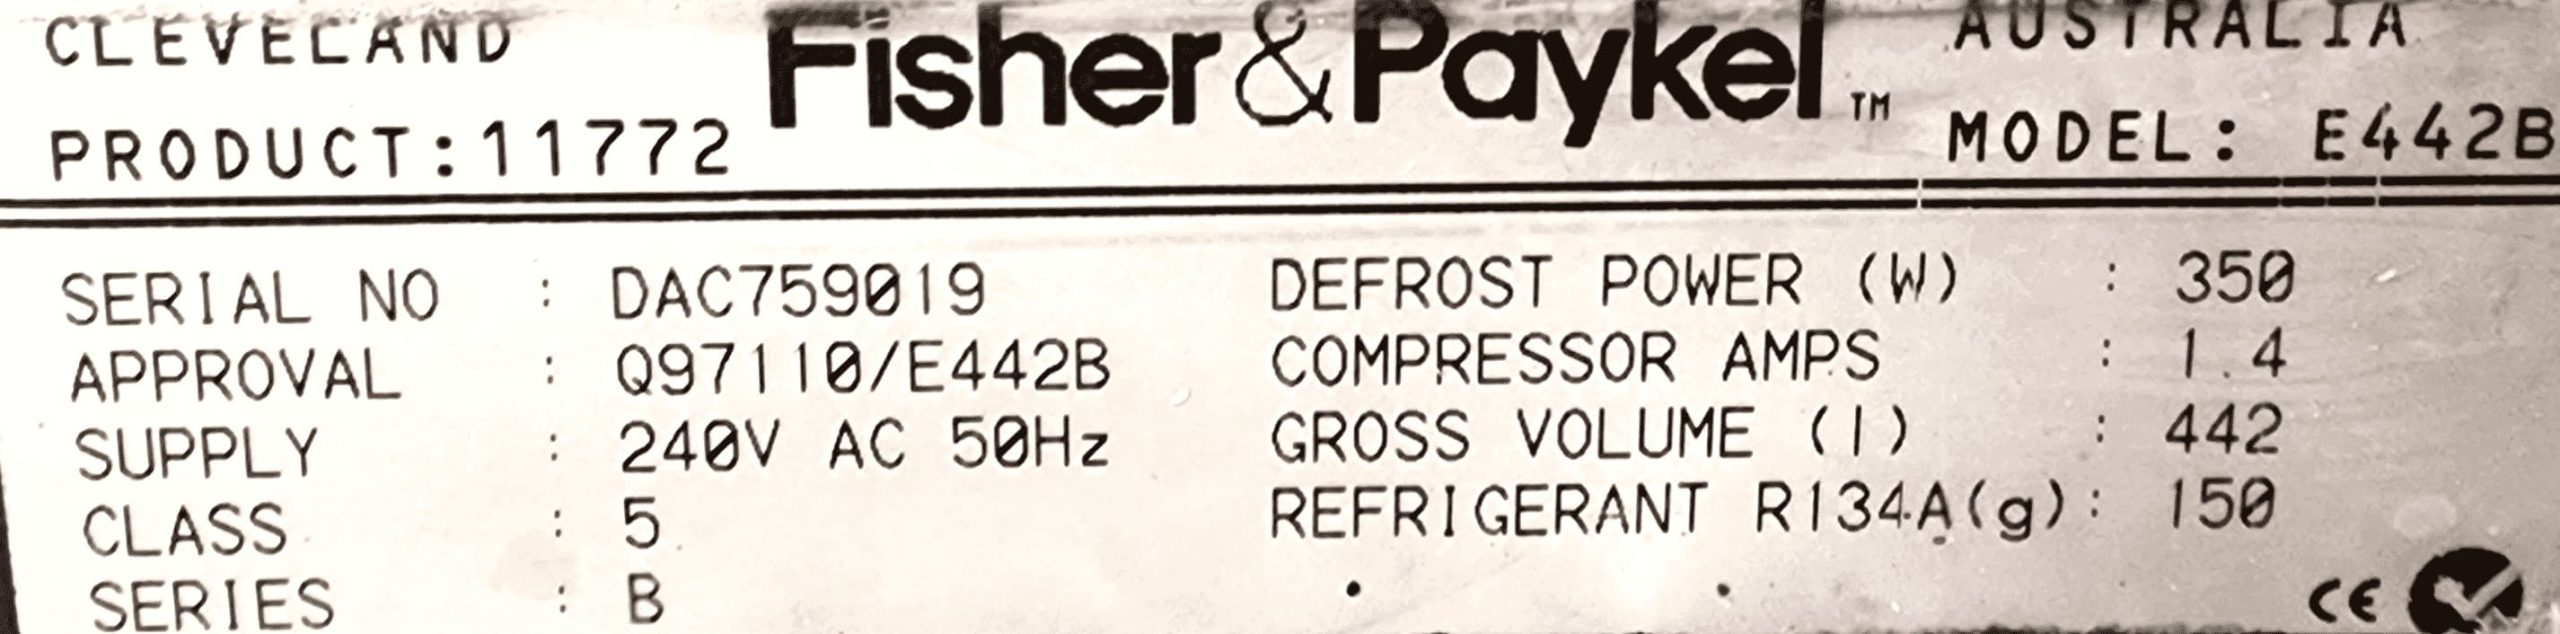 CLEVELAND Fisher&Paykel™ AUSTRALIA
PRODUCT:11772 MODEL: E442B
SERIAL NO : DAC759019 DEFROST POWER (W) : 350
APPROVAL : Q97110/E442B COMPRESSOR AMPS : 1.4
SUPPLY : 240V AC 50Hz GROSS VOLUME (l) : 442
CLASS : 5 REFRIGERANT R134A(g): 150
SERIES : B CE